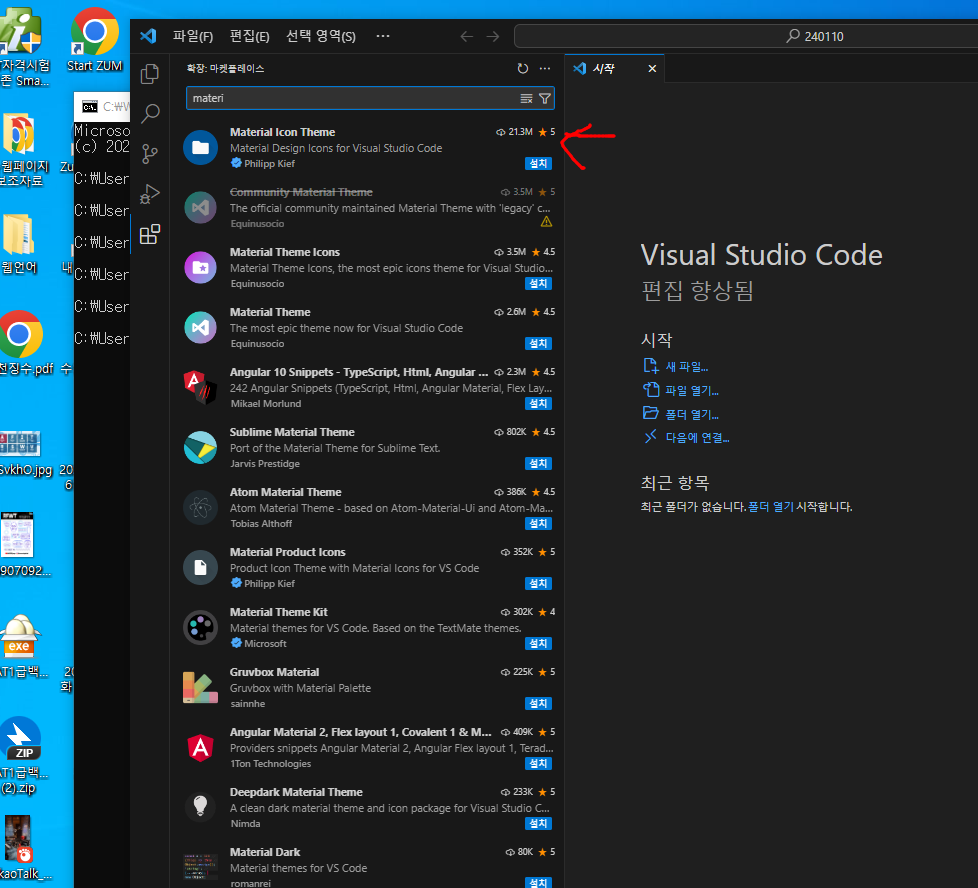 자격시험
존 Sma...
Start ZUM
웹페이지
보조자료
Zu
웹언어
내
천징수.pdf
수
SvkhO.jpg
20
6
907092...
exe
AT1급백...
20
화
ZIP
AT1급백...
(2).zip
kaoTalk_...
C:\W
Microso
(c) 202
C:\User
C:\User
C:\User
C:\User
C:\User
C:\User
파일(F) 편집(E) 선택 영역(S) ···
240110
확장: 마켓플레이스
materi
Material Icon Theme 21.3M ★ 5
Material Design Icons for Visual Studio Code
Philipp Kief 설치
Community Material Theme 3.5M ★ 5
The official community maintained Material Theme with 'legacy' c...
Equinusocio
Material Theme Icons 3.5M ★ 4.5
Material Theme Icons, the most epic icons theme for Visual Studio...
Equinusocio 설치
Material Theme 2.6M ★ 4.5
The most epic theme now for Visual Studio Code
Equinusocio 설치
Angular 10 Snippets - TypeScript, Html, Angular ... 2.3M ★ 4.5
242 Angular Snippets (TypeScript, Html, Angular Material, Flex Lay...
Mikael Morlund 설치
Sublime Material Theme 802K ★ 4.5
Port of the Material Theme for Sublime Text.
Jarvis Prestidge 설치
Atom Material Theme 386K ★ 4.5
Atom Material Theme - based on Atom-Material-Ui and Atom-Ma...
Tobias Althoff 설치
Material Product Icons 352K ★ 5
Product Icon Theme with Material Icons for VS Code
Philipp Kief 설치
Material Theme Kit 302K ★ 4
Material themes for VS Code. Based on the TextMate themes.
Microsoft 설치
Gruvbox Material 225K ★ 5
Gruvbox with Material Palette
sainnhe 설치
Angular Material 2, Flex layout 1, Covalent 1 & M... 409K ★ 5
Providers snippets Angular Material 2, Angular Flex layout 1, Terad...
1Ton Technologies 설치
Deepdark Material Theme 233K ★ 5
A clean dark material theme and icon package for Visual Studio C...
Nimda 설치
Material Dark 80K ★ 5
Material themes for VS Code
romanrei 설치
시작
Visual Studio Code
편집 향상됨
시작
새 파일...
파일 열기...
폴더 열기...
다음에 연결...
최근 항목
최근 폴더가 없습니다. 폴더 열기 시작합니다.